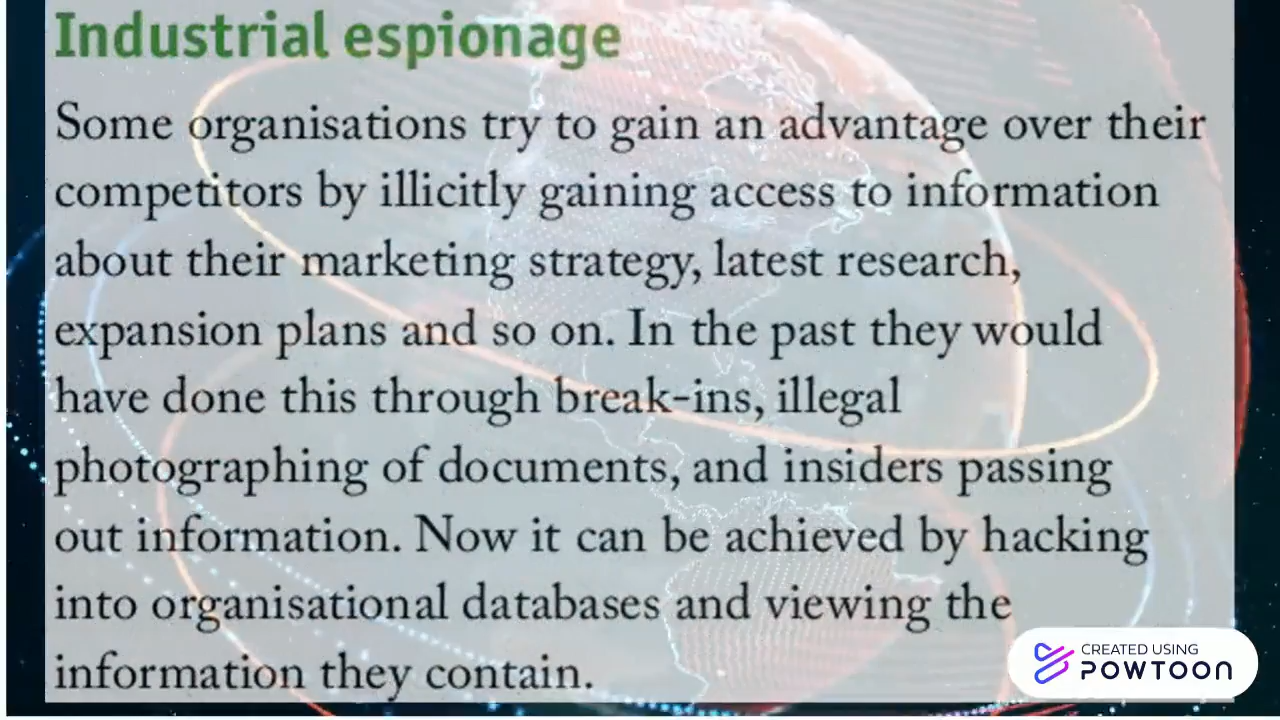 Industrial espionage
Some organisations try to gain an advantage over their
competitors by illicitly gaining access to information
about their marketing strategy, latest research,
expansion plans and so on. In the past they would
have done this through break-ins, illegal
photographing of documents, and insiders passing
out information. Now it can be achieved by hacking
into organisational databases and viewing the
information they contain.
CREATED USING
POWTOON